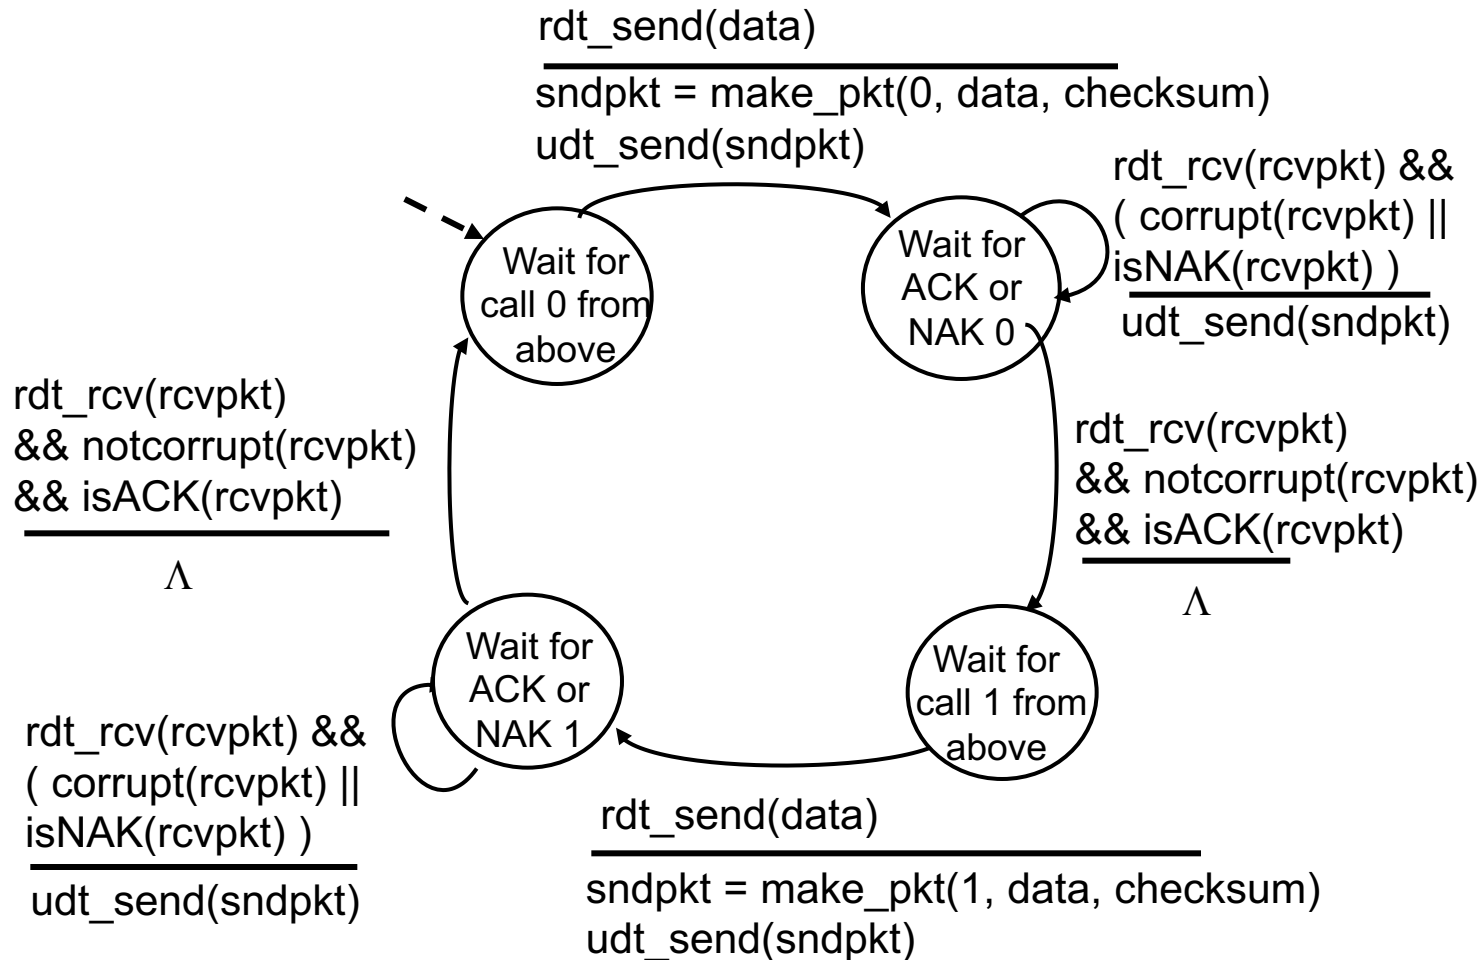 rdt_send(data)
sndpkt = make_pkt(0, data, checksum)
udt_send(sndpkt)
rdt_rcv(rcvpkt) &&
( corrupt(rcvpkt) ||
isNAK(rcvpkt) )
udt_send(sndpkt)
Wait for
call 0 from
above
Wait for
ACK or
NAK 0
rdt_rcv(rcvpkt)
&& notcorrupt(rcvpkt)
&& isACK(rcvpkt)
Λ
rdt_rcv(rcvpkt)
&& notcorrupt(rcvpkt)
&& isACK(rcvpkt)
Λ
Wait for
ACK or
NAK 1
Wait for
call 1 from
above
rdt_rcv(rcvpkt) &&
( corrupt(rcvpkt) ||
isNAK(rcvpkt) )
udt_send(sndpkt)
rdt_send(data)
sndpkt = make_pkt(1, data, checksum)
udt_send(sndpkt)